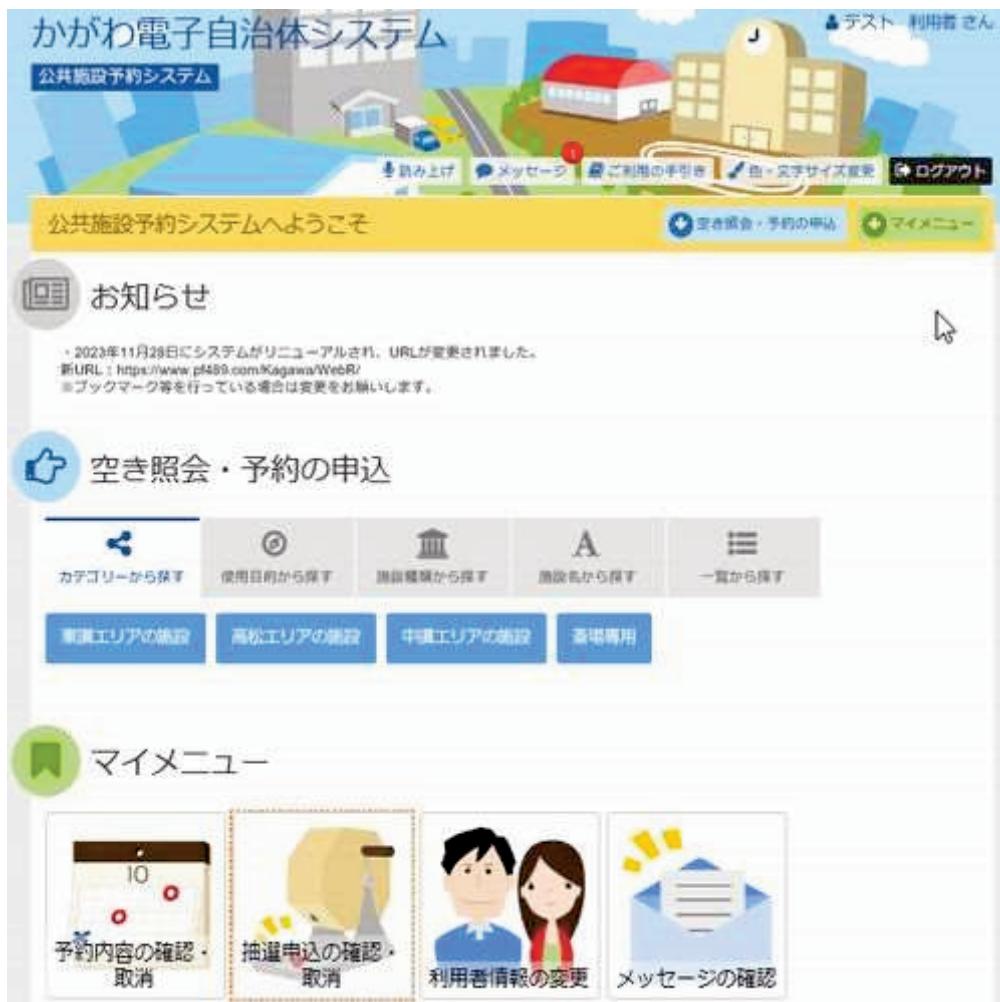 かがわ電子自治体システム
テスト 利用者 さん
公共施設予約システム
読み上げ
メッセージ
1
ご利用の手引き
色・文字サイズ変更
ログアウト
公共施設予約システムへようこそ
空き照会・予約の申込
マイメニュー
お知らせ
・2023年11月28日にシステムがリニューアルされ、URLが変更されました。
新URL：https://www.pf489.com/Kagawa/WebR/
※ブックマーク等を行っている場合は変更をお願いします。
空き照会・予約の申込
カテゴリーから探す
使用目的から探す
施設種類から探す
施設名から探す
一覧から探す
東讃エリアの施設
高松エリアの施設
中讃エリアの施設
斎場専用
マイメニュー
10
予約内容の確認・
取消
抽選申込の確認・
取消
利用者情報の変更
メッセージの確認